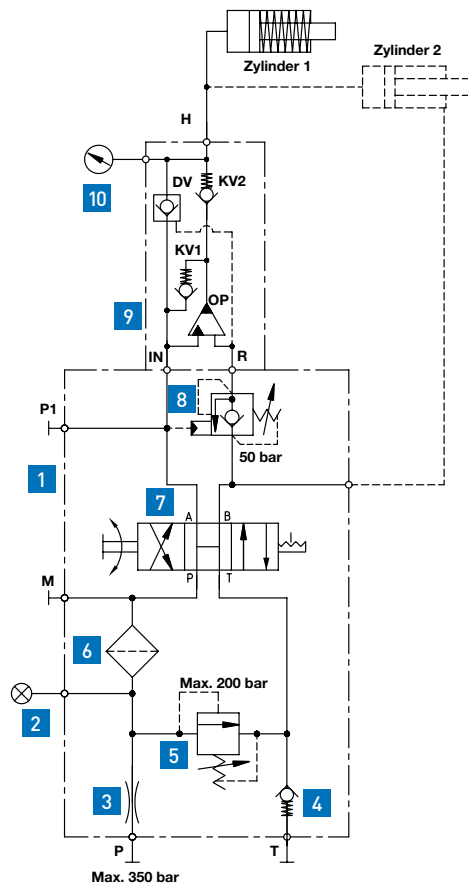 Zylinder 1
Zylinder 2
H
10
DV
KV2
KV1
OP
9
IN
R
P1
8
50 bar
1
7
A
B
P
T
M
6
Max. 200 bar
2
5
3
4
P
T
Max. 350 bar